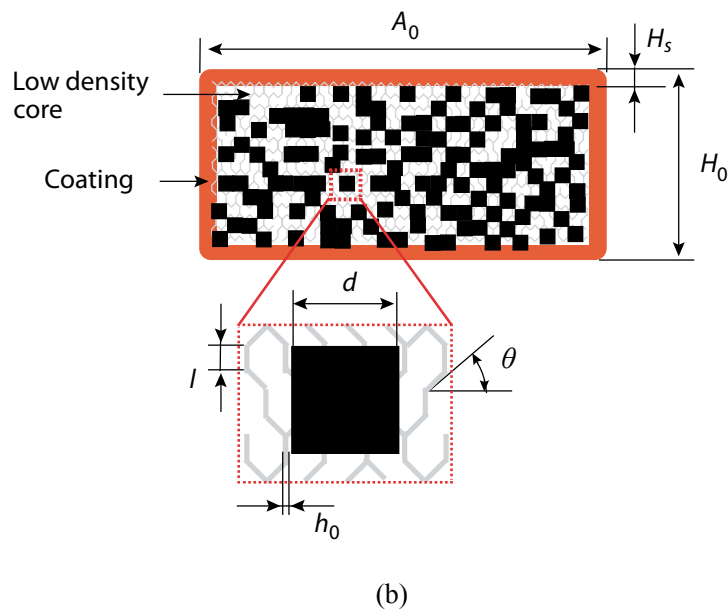 A₀
Hₛ
Low density
core
H₀
Coating
d
l
θ
h₀
(b)